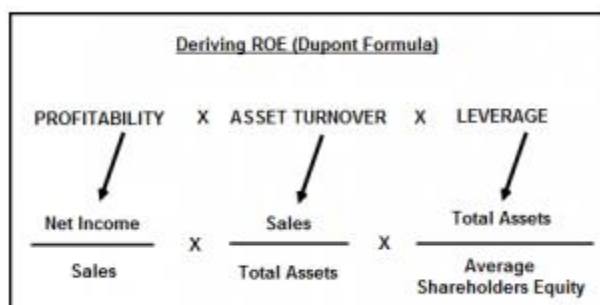 Deriving ROE (Dupont Formula)
PROFITABILITY X ASSET TURNOVER X LEVERAGE
Net Income
Sales
X
Sales
Total Assets
X
Total Assets
Average
Shareholders Equity